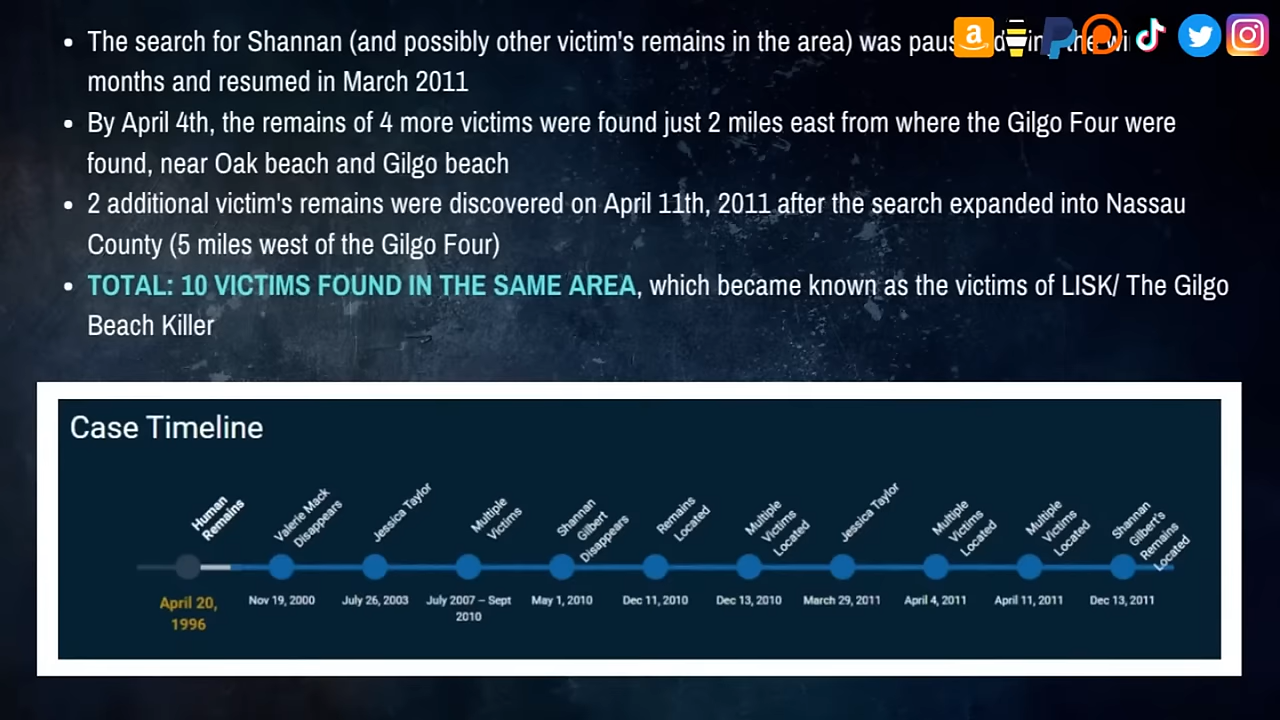 The search for Shannan (and possibly other victim's remains in the area) was
months and resumed in March 2011
By April 4th, the remains of 4 more victims were found just 2 miles east from where the Gilgo Four were
found, near Oak beach and Gilgo beach
2 additional victim's remains were discovered on April 11th, 2011 after the search expanded into Nassau
County (5 miles west of the Gilgo Four)
TOTAL: 10 VICTIMS FOUND IN THE SAME AREA, which became known as the victims of LISK/ The Gilgo
Beach Killer
Case Timeline
Human
Remains
Valerie Mack
Disappears
Jessica Taylor
Multiple
Victims
Shannan
Gilbert
Disappears
Remains
Located
Multiple
Victims
Located
Jessica Taylor
Multiple
Victims
Located
Multiple
Victims
Located
Shannan
Gilbert's
Remains
Located
April 20,
1996
Nov 19, 2000
July 26, 2003
July 2007 – Sept
2010
May 1, 2010
Dec 11, 2010
Dec 13, 2010
March 29, 2011
April 4, 2011
April 11, 2011
Dec 13, 2011